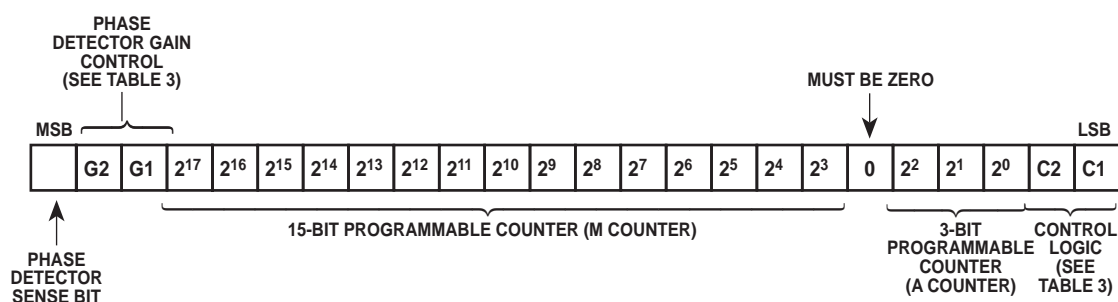 PHASE
DETECTOR GAIN
CONTROL
(SEE TABLE 3)
MUST BE ZERO
MSB
LSB
G2 G1 2¹⁷ 2¹⁶ 2¹⁵ 2¹⁴ 2¹³ 2¹² 2¹¹ 2¹⁰ 2⁹ 2⁸ 2⁷ 2⁶ 2⁵ 2⁴ 2³ 0 2² 2¹ 2⁰ C2 C1
15-BIT PROGRAMMABLE COUNTER (M COUNTER)
PHASE
DETECTOR
SENSE BIT
3-BIT
PROGRAMMABLE
COUNTER
(A COUNTER)
CONTROL
LOGIC
(SEE
TABLE 3)